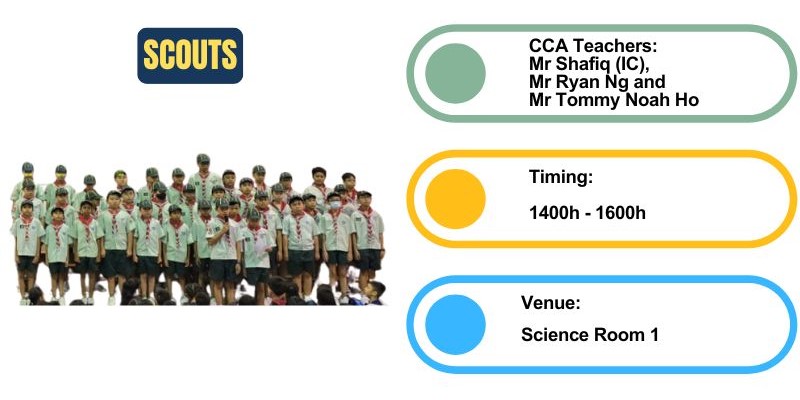 SCOUTS
CCA Teachers:
Mr Shafiq (IC),
Mr Ryan Ng and
Mr Tommy Noah Ho
Timing:
1400h - 1600h
Venue:
Science Room 1